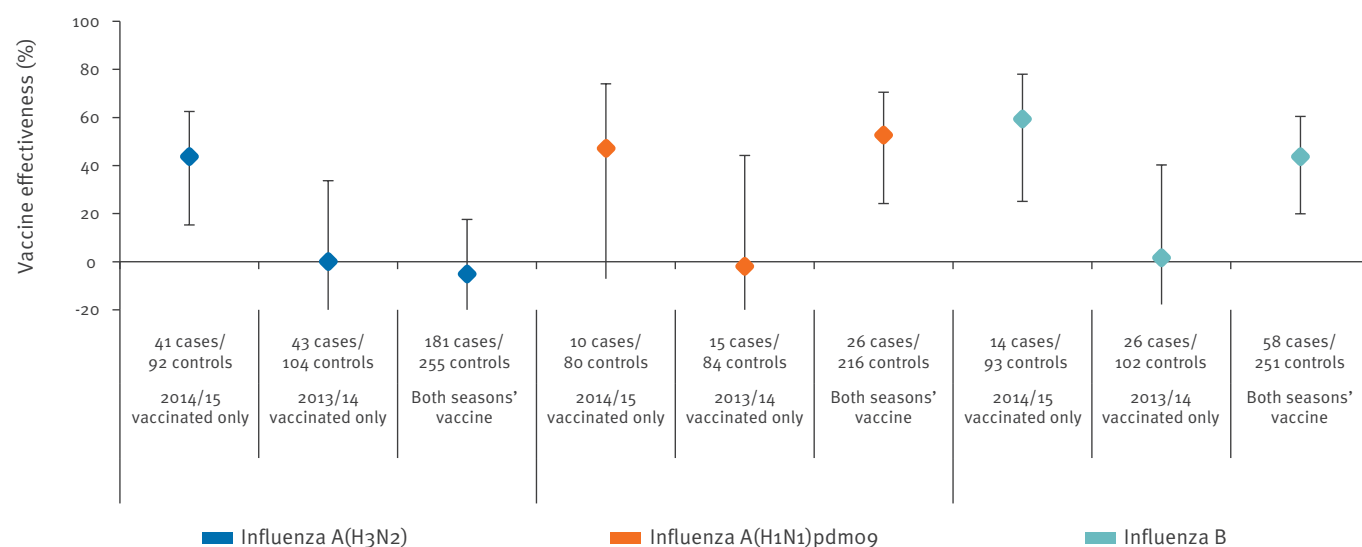 Vaccine effectiveness (%)
100
80
60
40
20
0
-20
41 cases/
92 controls
2014/15
vaccinated only
43 cases/
104 controls
2013/14
vaccinated only
181 cases/
255 controls
Both seasons’
vaccine
10 cases/
80 controls
2014/15
vaccinated only
15 cases/
84 controls
2013/14
vaccinated only
26 cases/
216 controls
Both seasons’
vaccine
14 cases/
93 controls
2014/15
vaccinated only
26 cases/
102 controls
2013/14
vaccinated only
58 cases/
251 controls
Both seasons’
vaccine
Influenza A(H3N2)
Influenza A(H1N1)pdm09
Influenza B